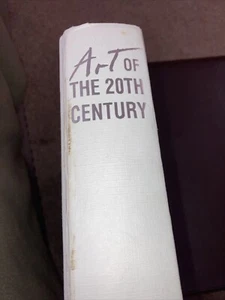 ArT OF
THE 20TH
CENTURY